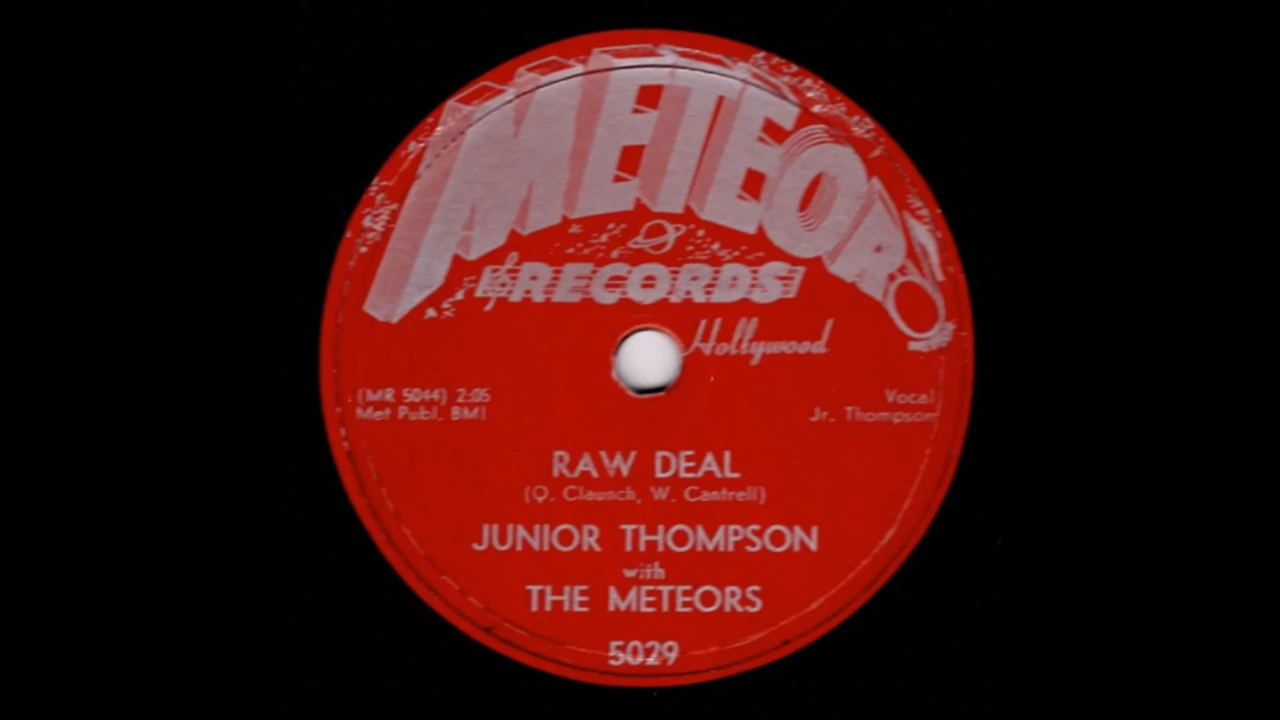 METEOR
RECORDS
Hollywood
(MR 5044) 2:05
Met Publ. BMI
Vocal
Jr. Thompson
RAW DEAL
(Q. Claunch, W. Cantrell)
JUNIOR THOMPSON
with
THE METEORS
5029